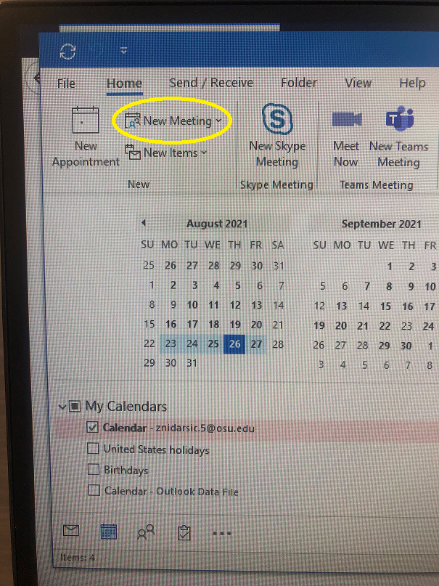 File Home Send / Receive Folder View Help
New Appointment
New Meeting
New Items
New
New Skype Meeting
Skype Meeting
Meet Now
New Teams Meeting
Teams Meeting
August 2021
SU MO TU WE TH FR SA
25 26 27 28 29 30 31
1 2 3 4 5 6 7
8 9 10 11 12 13 14
15 16 17 18 19 20 21
22 23 24 25 26 27 28
29 30 31
September 2021
SU MO TU WE TH FR
1 2 3
5 6 7 8 9 10
12 13 14 15 16 17
19 20 21 22 23 24
26 27 28 29 30 1
3 4 5 6 7 8
My Calendars
Calendar - znidarsic.5@osu.edu
United States holidays
Birthdays
Calendar - Outlook Data File
Items: 4